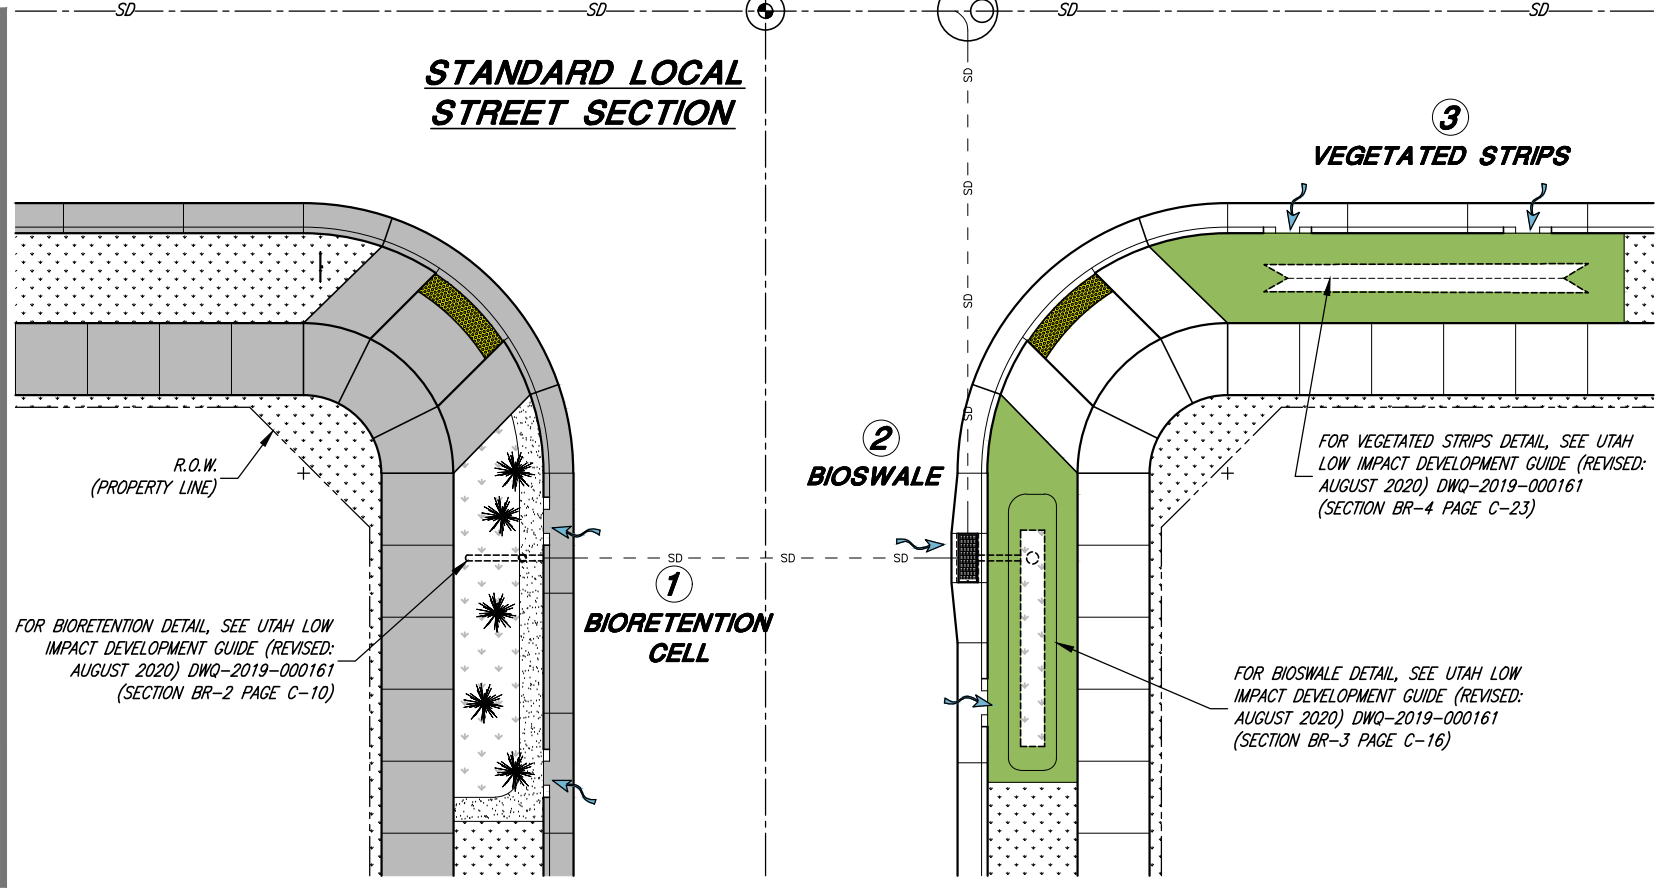 SD
SD
SD
SD
STANDARD LOCAL
STREET SECTION
SD
3
VEGETATED STRIPS
SD
SD
SD
R.O.W.
(PROPERTY LINE)
2
BIOSWALE
FOR VEGETATED STRIPS DETAIL, SEE UTAH
LOW IMPACT DEVELOPMENT GUIDE (REVISED:
AUGUST 2020) DWQ-2019-000161
(SECTION BR-4 PAGE C-23)
SD
SD
SD
1
BIORETENTION
CELL
FOR BIORETENTION DETAIL, SEE UTAH LOW
IMPACT DEVELOPMENT GUIDE (REVISED:
AUGUST 2020) DWQ-2019-000161
(SECTION BR-2 PAGE C-10)
FOR BIOSWALE DETAIL, SEE UTAH LOW
IMPACT DEVELOPMENT GUIDE (REVISED:
AUGUST 2020) DWQ-2019-000161
(SECTION BR-3 PAGE C-16)